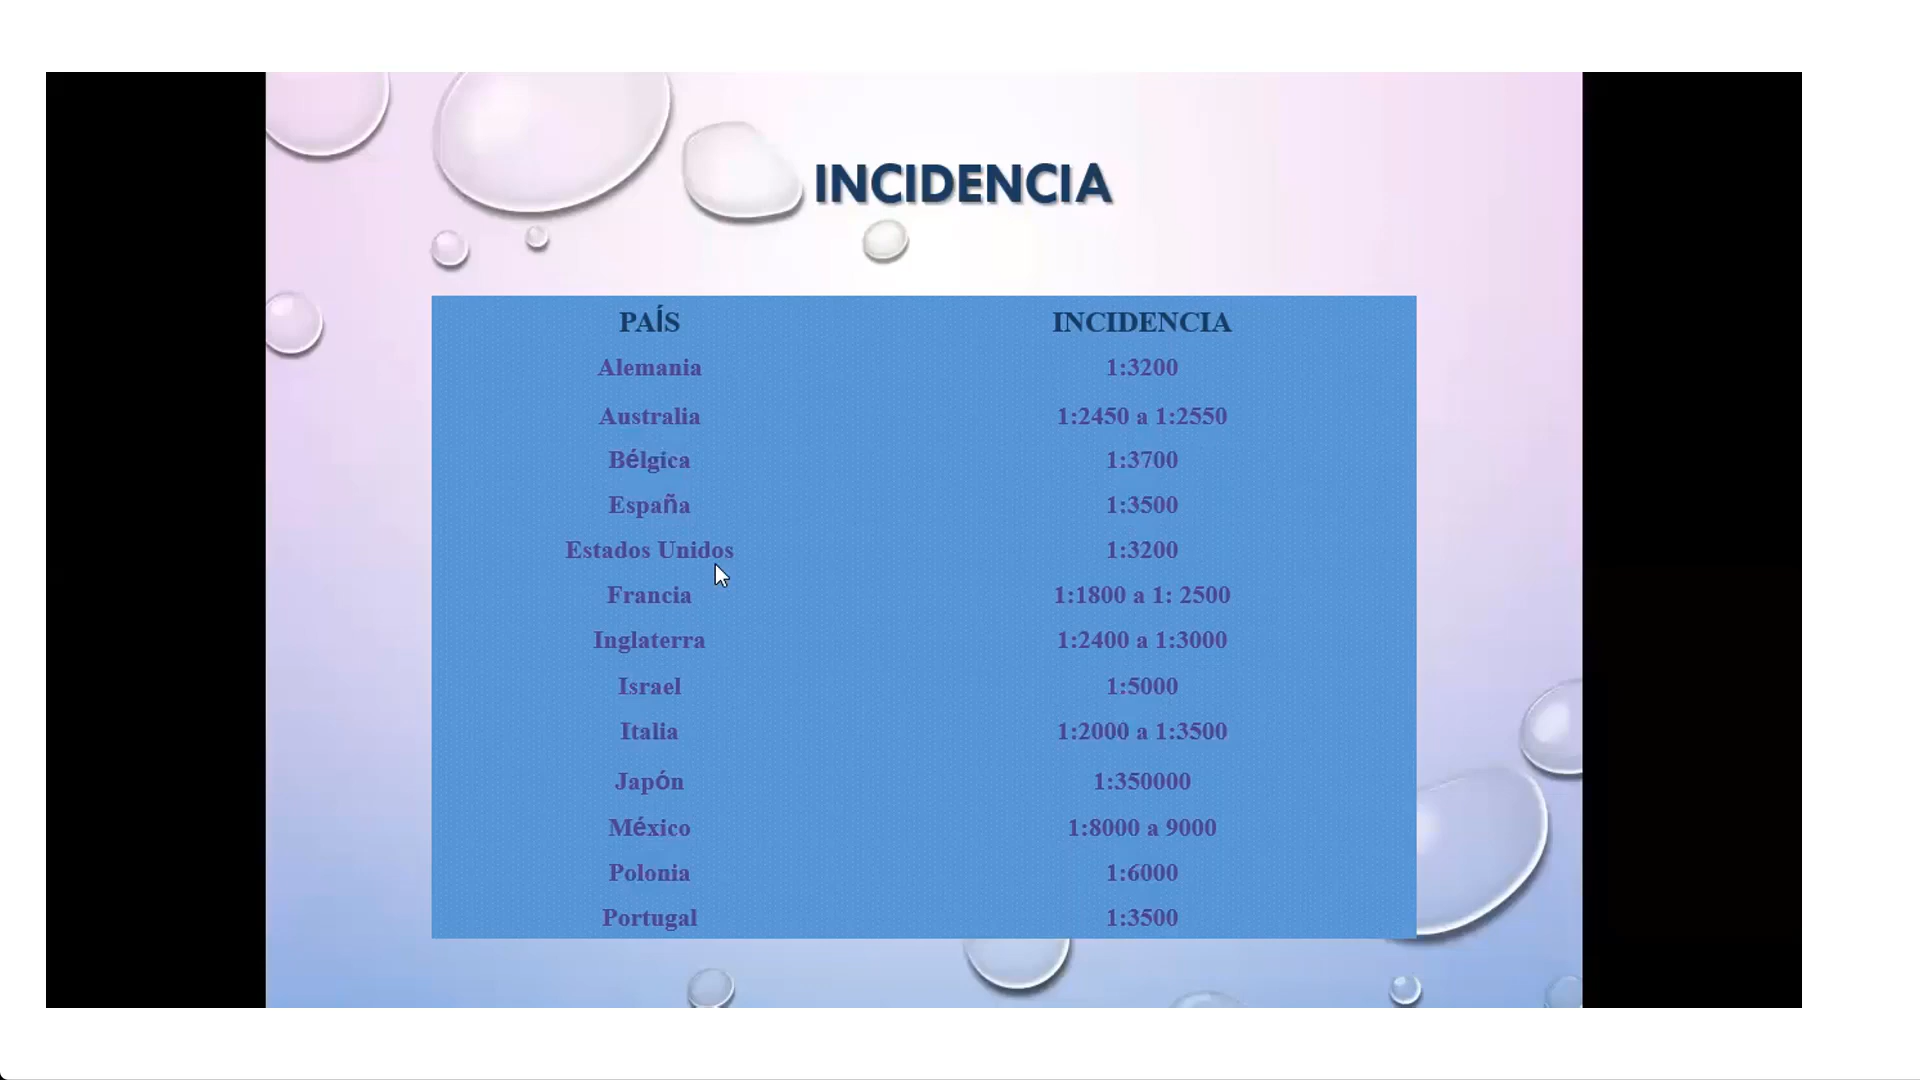 INCIDENCIA
PAÍS INCIDENCIA
Alemania 1:3200
Australia 1:2450 a 1:2550
Bélgica 1:3700
España 1:3500
Estados Unidos 1:3200
Francia 1:1800 a 1: 2500
Inglaterra 1:2400 a 1:3000
Israel 1:5000
Italia 1:2000 a 1:3500
Japón 1:350000
México 1:8000 a 9000
Polonia 1:6000
Portugal 1:3500